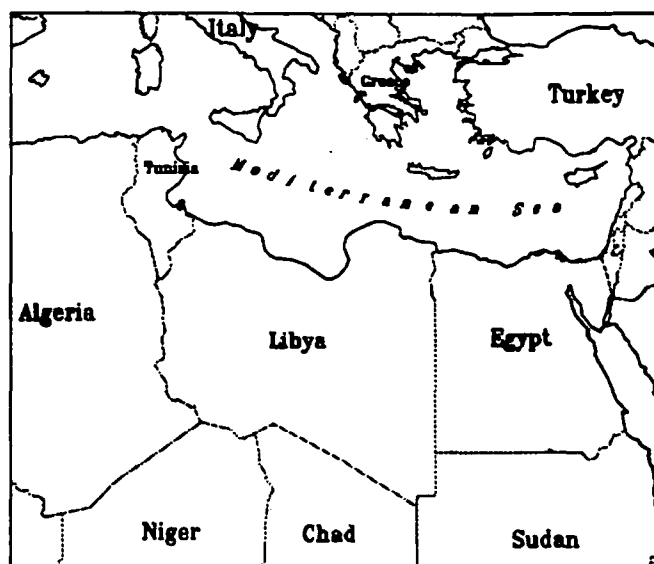 Italy
Greece
Turkey
Tunisia
Mediterranean Sea
Algeria
Libya
Egypt
Niger
Chad
Sudan